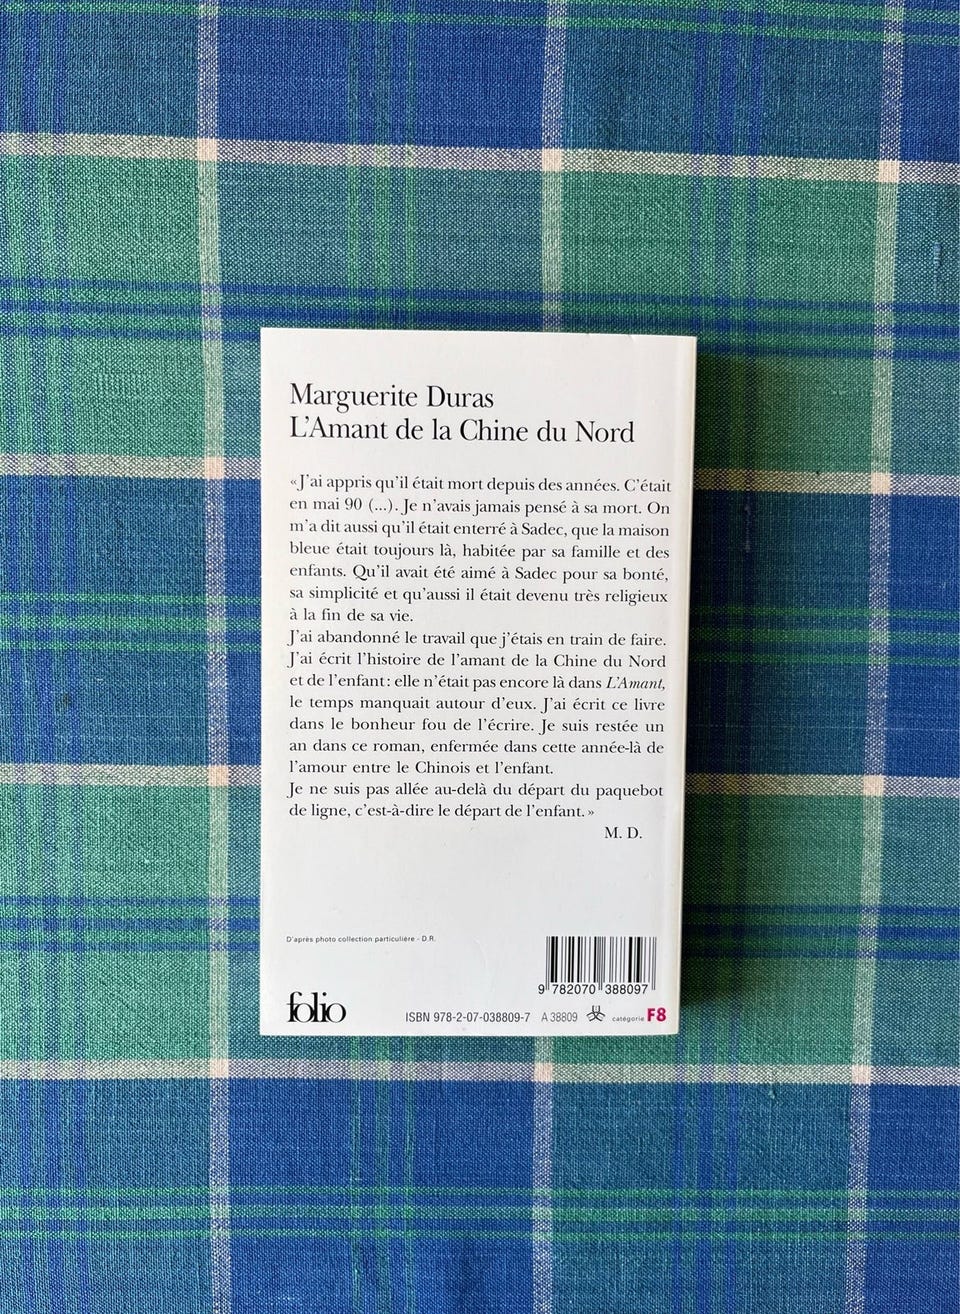 Marguerite Duras
L'Amant de la Chine du Nord
«J'ai appris qu'il était mort depuis des années. C'était
en mai 90 (...). Je n'avais jamais pensé à sa mort. On
m'a dit aussi qu'il était enterré à Sadec, que la maison
bleue était toujours là, habitée par sa famille et des
enfants. Qu'il avait été aimé à Sadec pour sa bonté,
sa simplicité et qu'aussi il était devenu très religieux
à la fin de sa vie.
J'ai abandonné le travail que j'étais en train de faire.
J'ai écrit l'histoire de l'amant de la Chine du Nord
et de l'enfant : elle n'était pas encore là dans L'Amant,
le temps manquait autour d'eux. J'ai écrit ce livre
dans le bonheur fou de l'écrire. Je suis restée un
an dans ce roman, enfermée dans cette année-là de
l'amour entre le Chinois et l'enfant.
Je ne suis pas allée au-delà du départ du paquebot
de ligne, c'est-à-dire le départ de l'enfant.»
M. D.
D'après photo collection particulière - D.R.
9 782070 388097
folio
ISBN 978-2-07-038809-7 A 38809 catégorie F8